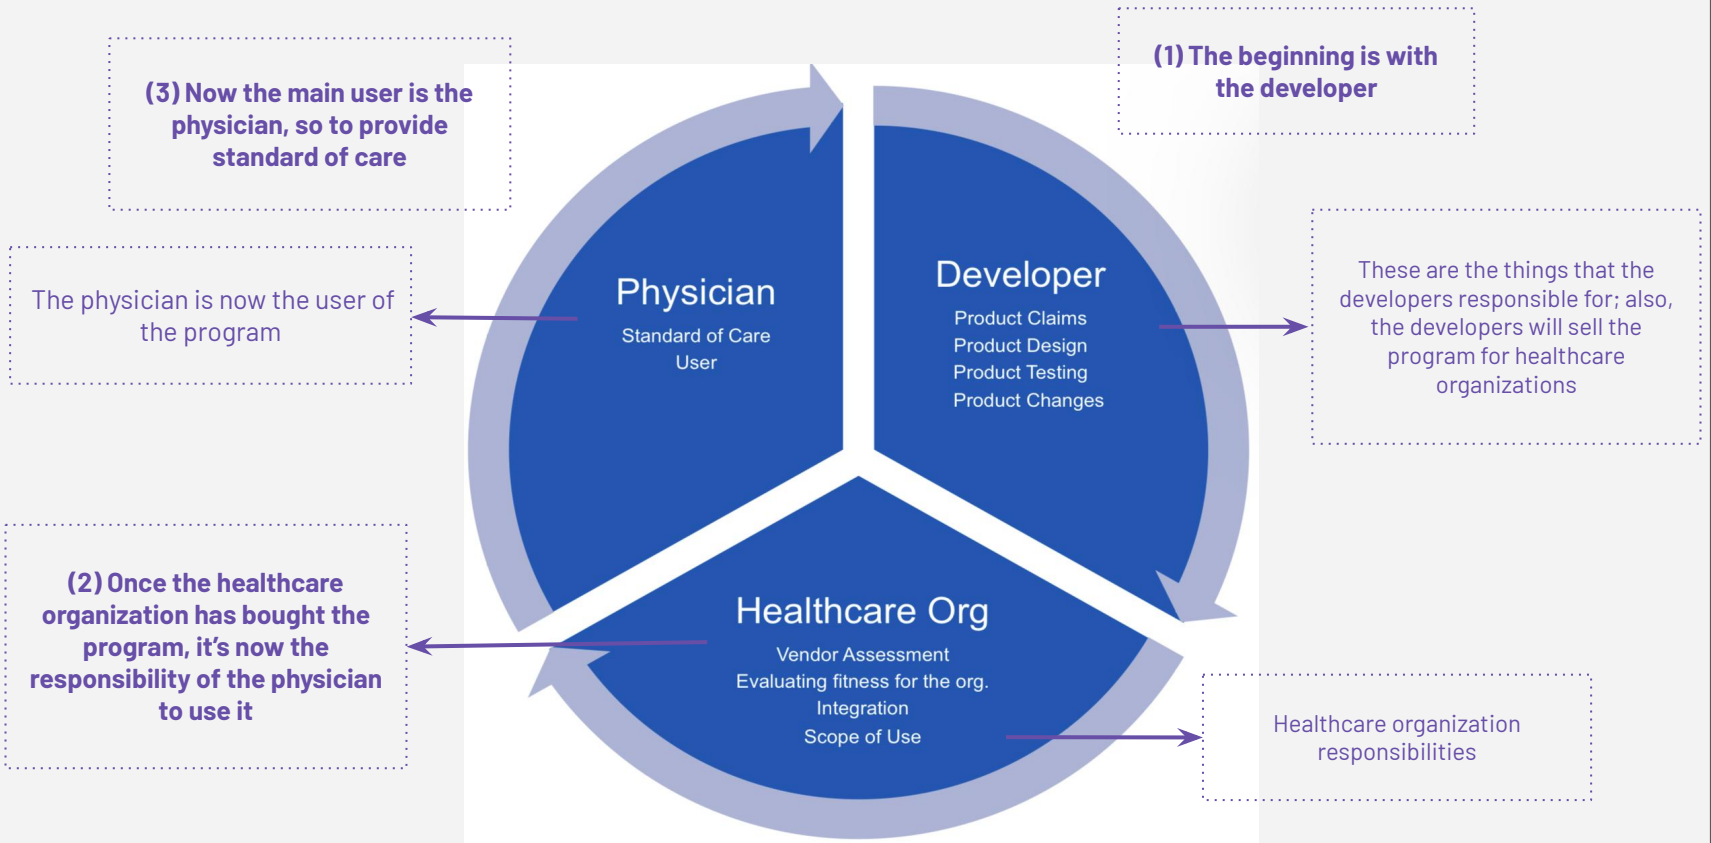 (1) The beginning is with
the developer
(3) Now the main user is the
physician, so to provide
standard of care
The physician is now the user of
the program
Physician
Standard of Care
User
Developer
Product Claims
Product Design
Product Testing
Product Changes
These are the things that the
developers responsible for; also,
the developers will sell the
program for healthcare
organizations
(2) Once the healthcare
organization has bought the
program, it's now the
responsibility of the physician
to use it
Healthcare Org
Vendor Assessment
Evaluating fitness for the org.
Integration
Scope of Use
Healthcare organization
responsibilities